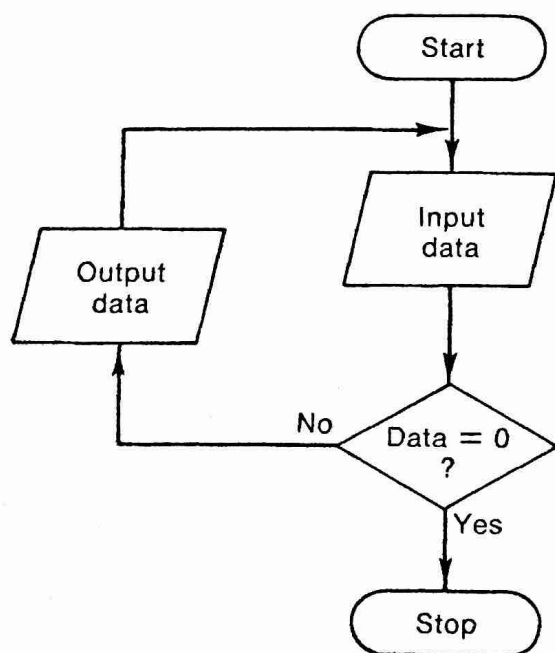 Start
Input
data
Output
data
No
Data = 0
?
Yes
Stop